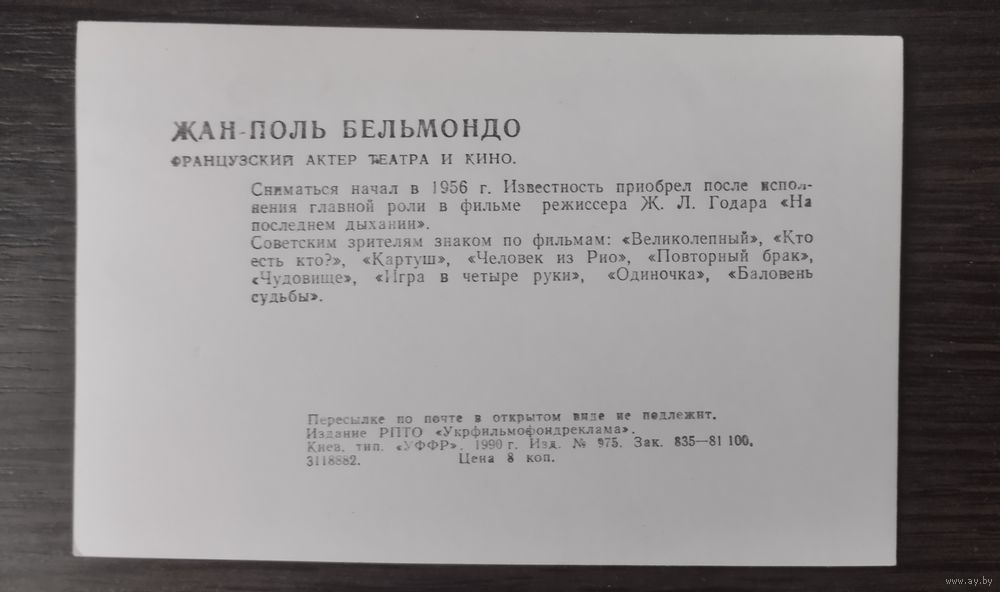 ЖАН-ПОЛЬ БЕЛЬМОНДО
ФРАНЦУЗСКИЙ АКТЕР ТЕАТРА И КИНО.
Сниматься начал в 1956 г. Известность приобрел после испол-
нения главной роли в фильме режиссера Ж. Л. Годара «На
последнем дыхании».
Советским зрителям знаком по фильмам: «Великолепный», «Кто
есть кто?», «Картуш», «Человек из Рио», «Повторный брак»,
«Чудовище», «Игра в четыре руки», «Одиночка», «Баловень
судьбы».
Пересылке по почте в открытом виде не подлежит.
Издание РПТО «Укрфильмофондреклама».
Киев, тип. «УФФР». 1990 г. Изд. № 975. Зак. 835—81 100.
3118882. Цена 8 коп.
www.ay.by